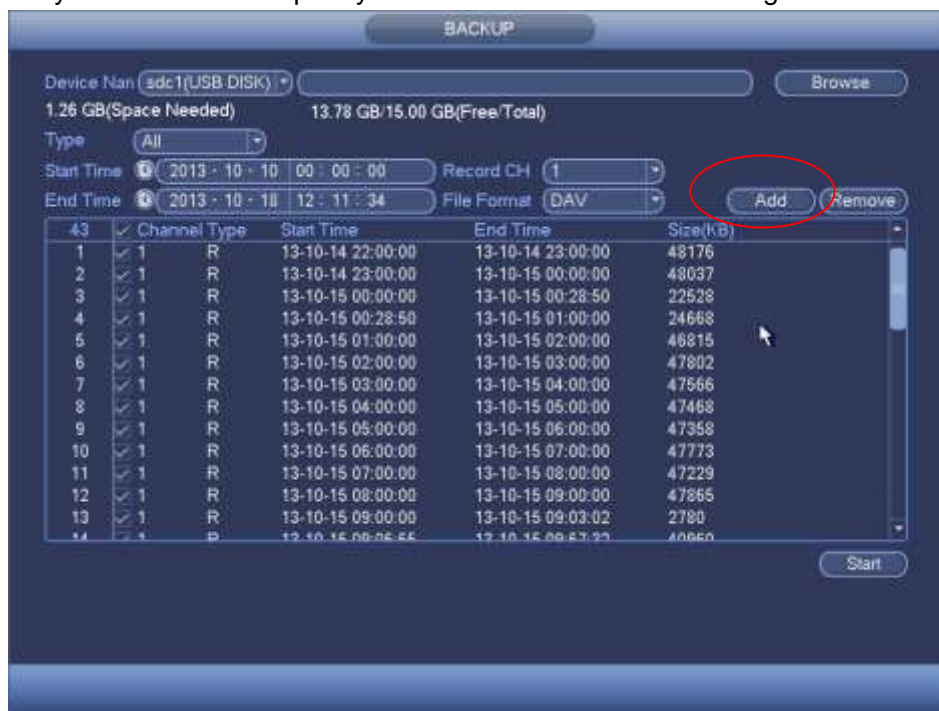 BACKUP
Device Nan sdc1(USB DISK) Browse
1.26 GB(Space Needed) 13.78 GB/15.00 GB(Free/Total)
Type All
Start Time 2013 - 10 - 10 00 : 00 : 00 Record CH 1
End Time 2013 - 10 - 18 12 : 11 : 34 File Format DAV Add Remove
43 Channel Type Start Time End Time Size(KB)
1 1 R 13-10-14 22:00:00 13-10-14 23:00:00 48176
2 1 R 13-10-14 23:00:00 13-10-15 00:00:00 48037
3 1 R 13-10-15 00:00:00 13-10-15 00:28:50 22528
4 1 R 13-10-15 00:28:50 13-10-15 01:00:00 24668
5 1 R 13-10-15 01:00:00 13-10-15 02:00:00 46815
6 1 R 13-10-15 02:00:00 13-10-15 03:00:00 47802
7 1 R 13-10-15 03:00:00 13-10-15 04:00:00 47566
8 1 R 13-10-15 04:00:00 13-10-15 05:00:00 47468
9 1 R 13-10-15 05:00:00 13-10-15 06:00:00 47358
10 1 R 13-10-15 06:00:00 13-10-15 07:00:00 47773
11 1 R 13-10-15 07:00:00 13-10-15 08:00:00 47229
12 1 R 13-10-15 08:00:00 13-10-15 09:00:00 47865
13 1 R 13-10-15 09:00:00 13-10-15 09:03:02 2780
Start